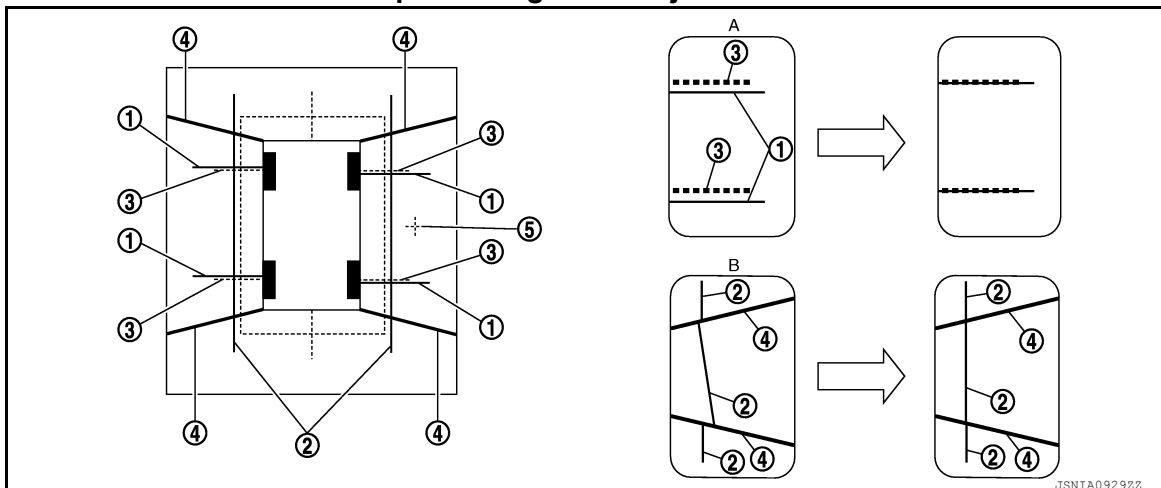 A
④ ④ ③
① ③ ③ ①
③ ①
① ⑤
③ B
③ ① ② ②
④ ④
② ②
④ ④ ② ④ ② ④
②
JSNIA0929ZZ